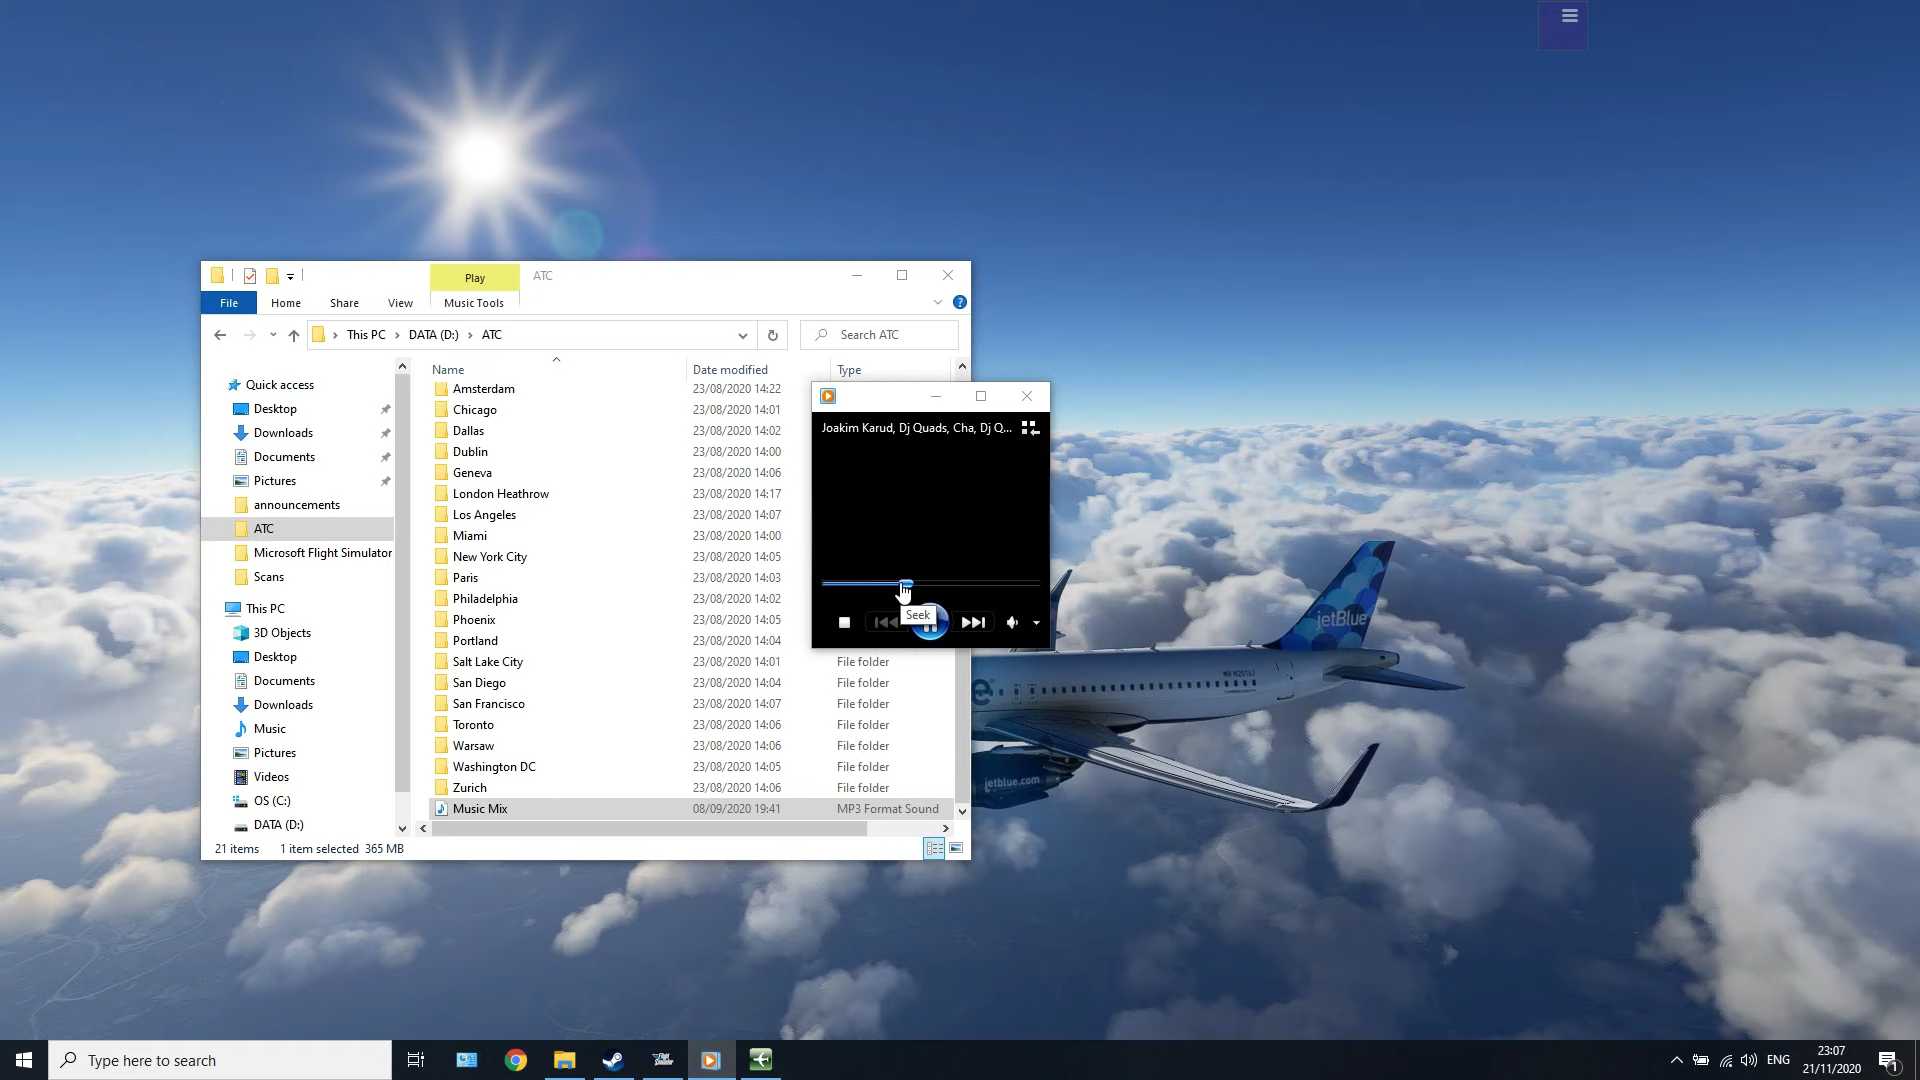 Play
ATC
File
Home
Share
View
Music Tools
This PC
DATA (D:)
ATC
Search ATC
Name
Date modified
Type
Quick access
Desktop
Downloads
Documents
Pictures
announcements
ATC
Microsoft Flight Simulator
Scans
This PC
3D Objects
Desktop
Documents
Downloads
Music
Pictures
Videos
OS (C:)
DATA (D:)
Amsterdam 23/08/2020 14:22
Chicago 23/08/2020 14:01
Dallas 23/08/2020 14:02
Dublin 23/08/2020 14:00
Geneva 23/08/2020 14:06
London Heathrow 23/08/2020 14:17
Los Angeles 23/08/2020 14:07
Miami 23/08/2020 14:00
New York City 23/08/2020 14:05
Paris 23/08/2020 14:03
Philadelphia 23/08/2020 14:02
Phoenix 23/08/2020 14:05
Portland 23/08/2020 14:04
Salt Lake City 23/08/2020 14:01 File folder
San Diego 23/08/2020 14:04 File folder
San Francisco 23/08/2020 14:07 File folder
Toronto 23/08/2020 14:06 File folder
Warsaw 23/08/2020 14:06 File folder
Washington DC 23/08/2020 14:05 File folder
Zurich 23/08/2020 14:06 File folder
Music Mix 08/09/2020 19:41 MP3 Format Sound
21 items 1 item selected 365 MB
Joakim Karud, Dj Quads, Cha, Dj Q...
Seek
jetBlue
jetblue.com
Type here to search
ENG
23:07
21/11/2020
1